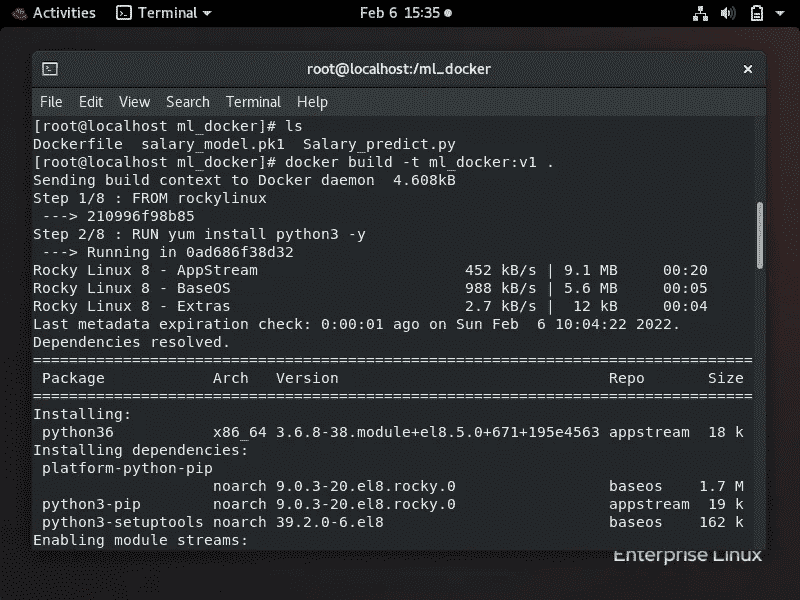 Activities Terminal Feb 6 15:35
root@localhost:/ml_docker
File Edit View Search Terminal Help
[root@localhost ml_docker]# ls
Dockerfile  salary_model.pk1  Salary_predict.py
[root@localhost ml_docker]# docker build -t ml_docker:v1 .
Sending build context to Docker daemon  4.608kB
Step 1/8 : FROM rockylinux
 ---> 210996f98b85
Step 2/8 : RUN yum install python3 -y
 ---> Running in 0ad686f38d32
Rocky Linux 8 - AppStream                       452 kB/s | 9.1 MB     00:20
Rocky Linux 8 - BaseOS                          988 kB/s | 5.6 MB     00:05
Rocky Linux 8 - Extras                          2.7 kB/s |  12 kB     00:04
Last metadata expiration check: 0:00:01 ago on Sun Feb  6 10:04:22 2022.
Dependencies resolved.
================================================================================
 Package            Arch   Version                              Repo       Size
================================================================================
Installing:
 python36           x86_64 3.6.8-38.module+el8.5.0+671+195e4563 appstream  18 k
Installing dependencies:
 platform-python-pip
                    noarch 9.0.3-20.el8.rocky.0                 baseos    1.7 M
 python3-pip        noarch 9.0.3-20.el8.rocky.0                 appstream  19 k
 python3-setuptools noarch 39.2.0-6.el8                         baseos    162 k
Enabling module streams:
Enterprise Linux